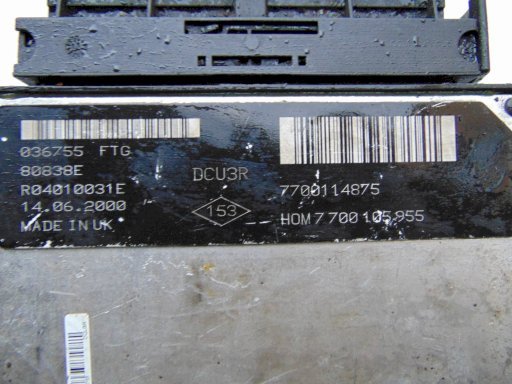 036755 FTG
80838E
R04010031E
14.06.2000
MADE IN UK
DCU3R
153
7700114875
HOM 7700105955